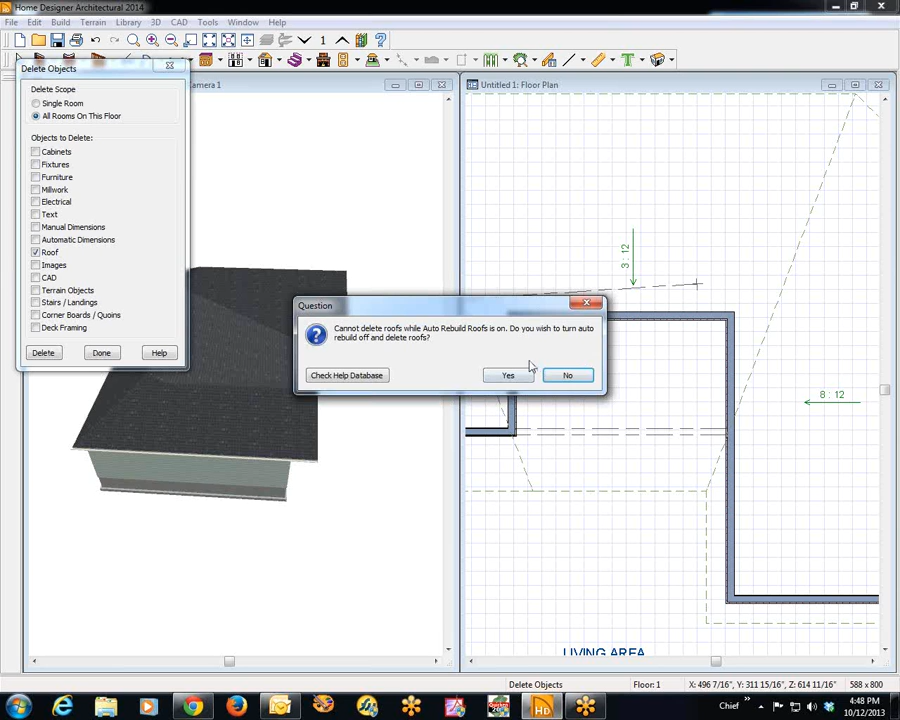 Home Designer Architectural 2014
File Edit Build Terrain Library 3D CAD Tools Window Help
1
Delete Objects
Delete Scope
Single Room
All Rooms On This Floor
Objects to Delete:
Cabinets
Fixtures
Furniture
Millwork
Electrical
Text
Manual Dimensions
Automatic Dimensions
Roof
Images
CAD
Terrain Objects
Stairs / Landings
Corner Boards / Quoins
Deck Framing
Delete Done Help
Camera 1
Untitled 1: Floor Plan
3 : 12
Question
Cannot delete roofs while Auto Rebuild Roofs is on. Do you wish to turn auto
rebuild off and delete roofs?
Check Help Database Yes No
8 : 12
LIVING AREA
Delete Objects Floor: 1 X: 496 7/16", Y: 311 15/16", Z: 614 11/16" 588 x 800
HD
Chief
4:48 PM
10/12/2013